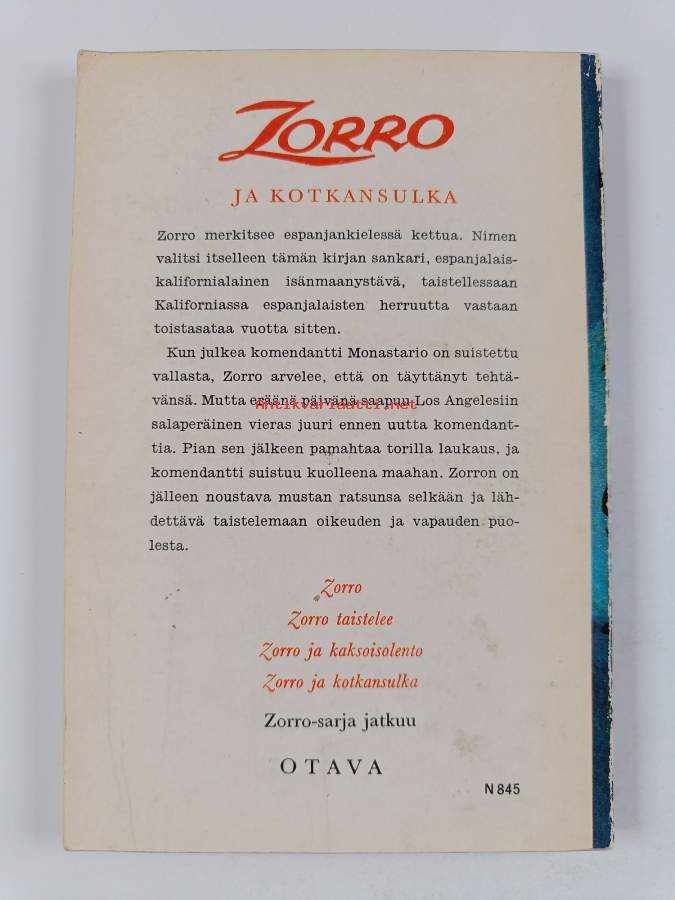 ZORRO
JA KOTKANSULKA
Zorro merkitsee espanjankielessä kettua. Nimen
valitsi itselleen tämän kirjan sankari, espanjalais-
kalifornialainen isänmaanystävä, taistellessaan
Kaliforniassa espanjalaisten herruutta vastaan
toistasataa vuotta sitten.
Kun julkea komendantti Monastario on suistettu
vallasta, Zorro arvelee, että on täyttänyt tehtä-
vänsä. Mutta eräänä päivänä saapuu Los Angelesiin
Antikvariaatti.net
salaperäinen vieras juuri ennen uutta komendant-
tia. Pian sen jälkeen pamahtaa torilla laukaus, ja
komendantti suistuu kuolleena maahan. Zorron on
jälleen noustava mustan ratsunsa selkään ja läh-
dettävä taistelemaan oikeuden ja vapauden puo-
lesta.
Zorro
Zorro taistelee
Zorro ja kaksoisolento
Zorro ja kotkansulka
Zorro-sarja jatkuu
OTAVA
N 845